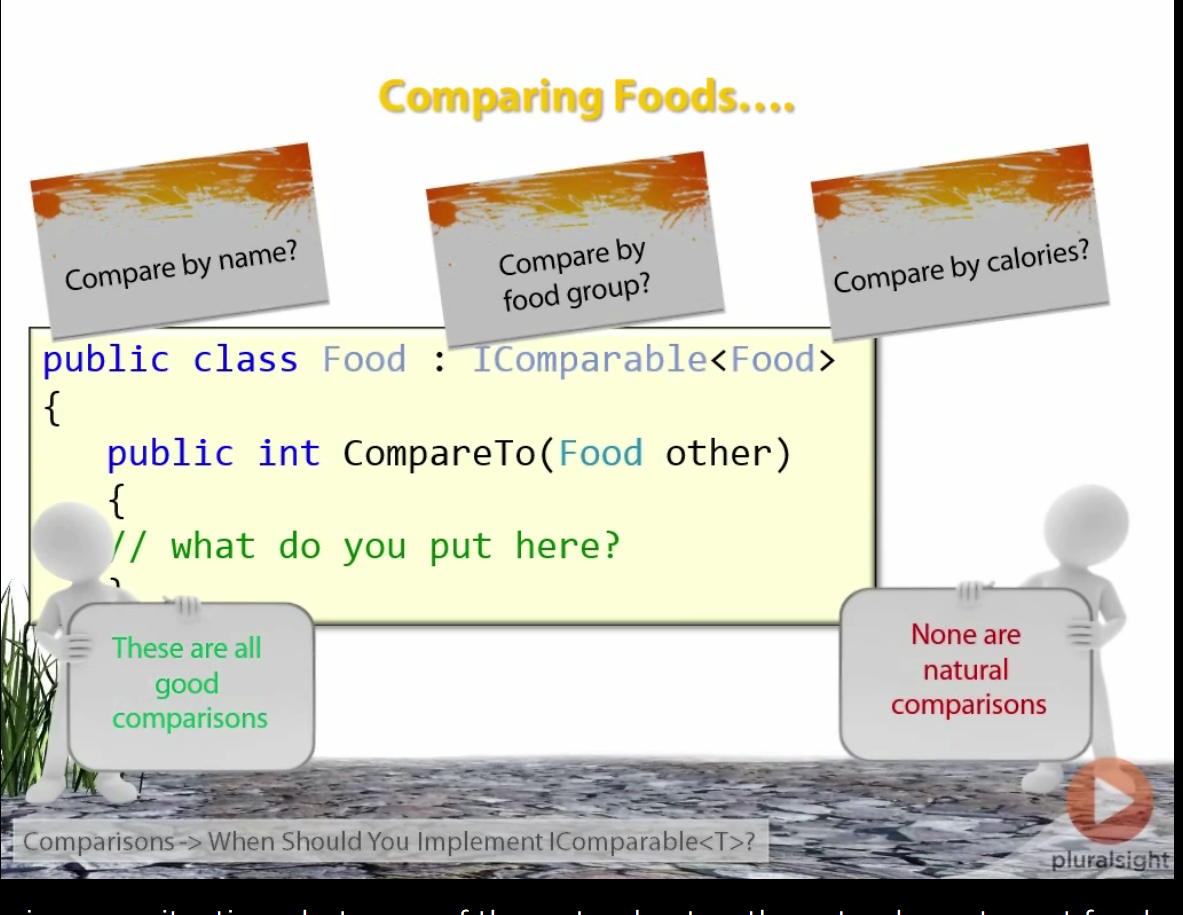 Comparing Foods....
Compare by name?
Compare by
food group?
Compare by calories?
public class Food : IComparable<Food>
{
public int CompareTo(Food other)
{
// what do you put here?
}
These are all
good
comparisons
None are
natural
comparisons
Comparisons -> When Should You Implement IComparable<T>?
pluralsight